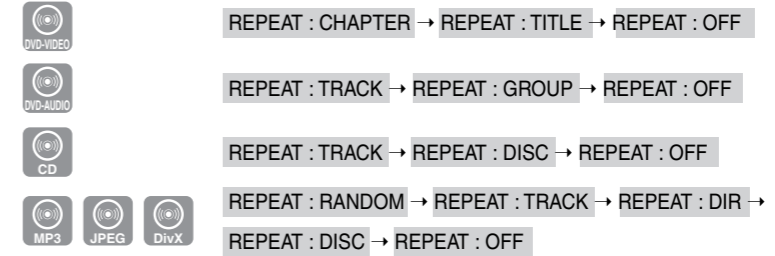 DVD-VIDEO REPEAT : CHAPTER ➝ REPEAT : TITLE ➝ REPEAT : OFF
DVD-AUDIO REPEAT : TRACK ➝ REPEAT : GROUP ➝ REPEAT : OFF
CD REPEAT : TRACK ➝ REPEAT : DISC ➝ REPEAT : OFF
MP3 JPEG DivX REPEAT : RANDOM ➝ REPEAT : TRACK ➝ REPEAT : DIR ➝
REPEAT : DISC ➝ REPEAT : OFF